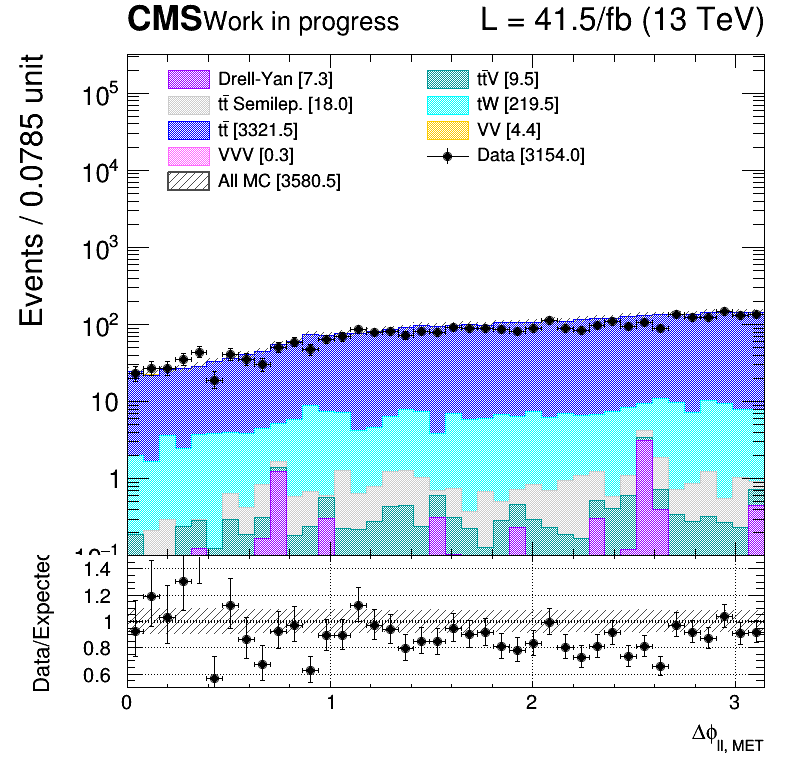 CMS Work in progress L = 41.5/fb (13 TeV)
Events / 0.0785 unit
Drell-Yan [7.3]
tt̄ Semilep. [18.0]
tt̄ [3321.5]
VVV [0.3]
All MC [3580.5]
tt̄V [9.5]
tW [219.5]
VV [4.4]
Data [3154.0]
10⁵
10⁴
10³
10²
10
1
10⁻¹
Data/Expected
1.4
1.2
1
0.8
0.6
0 1 2 3
Δϕ_ll, MET